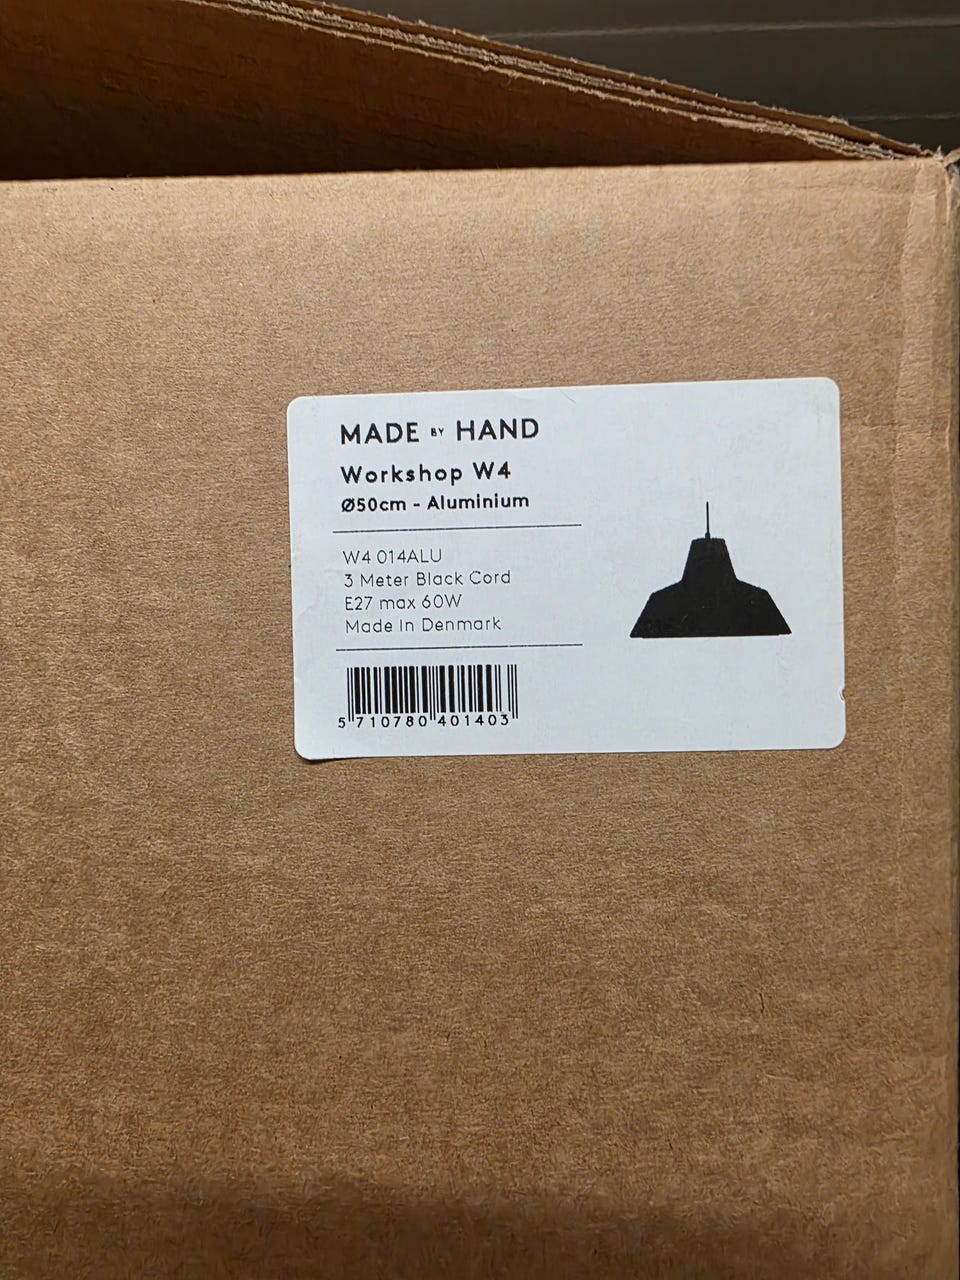 MADE BY HAND
Workshop W4
Ø50cm - Aluminium
W4 014ALU
3 Meter Black Cord
E27 max 60W
Made In Denmark
5 710780 401403